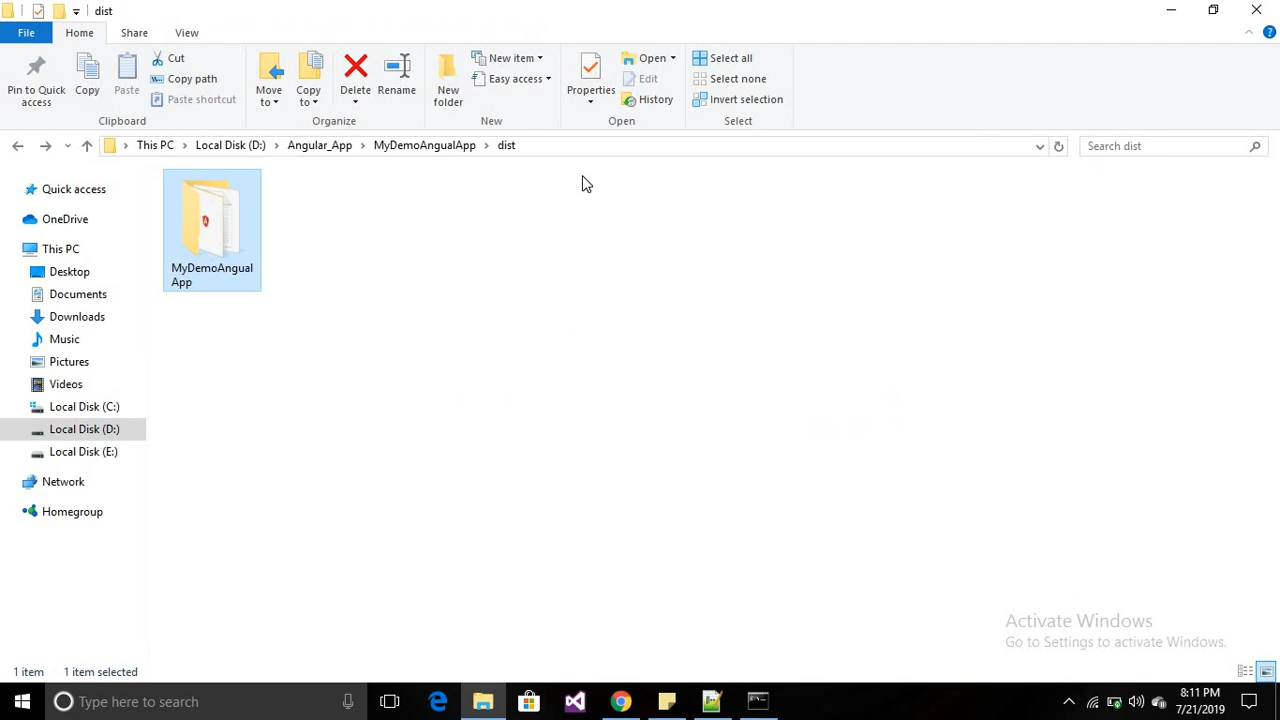 dist
File Home Share View
Pin to Quick access
Copy
Paste
Cut
Copy path
Paste shortcut
Clipboard
Move to
Copy to
Delete
Rename
Organize
New folder
New item
Easy access
New
Properties
Open
Edit
History
Open
Select all
Select none
Invert selection
Select
This PC Local Disk (D:) Angular_App MyDemoAngualApp dist
Search dist
Quick access
OneDrive
This PC
Desktop
Documents
Downloads
Music
Pictures
Videos
Local Disk (C:)
Local Disk (D:)
Local Disk (E:)
Network
Homegroup
MyDemoAngual
App
Activate Windows
Go to Settings to activate Windows.
1 item 1 item selected
Type here to search
8:11 PM
7/21/2019